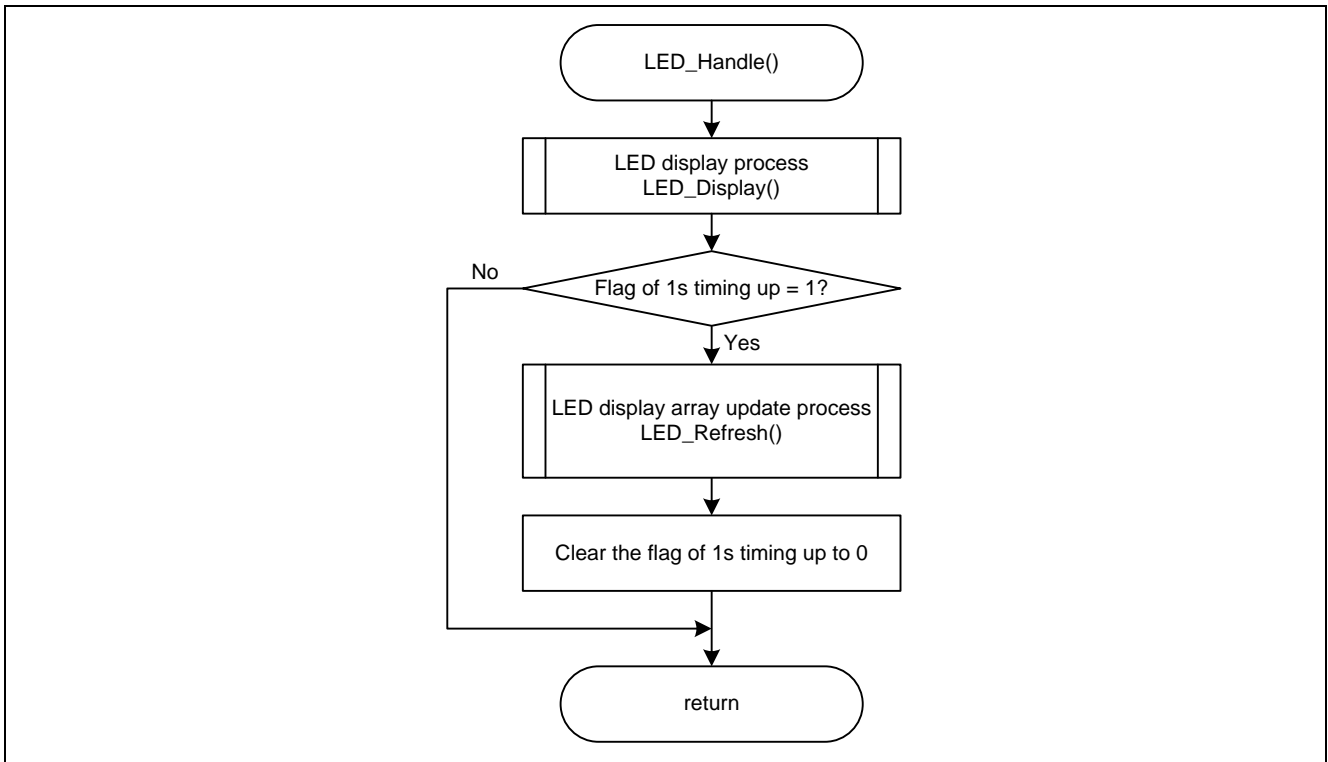 LED_Handle()
LED display process
LED_Display()
No
Flag of 1s timing up = 1?
Yes
LED display array update process
LED_Refresh()
Clear the flag of 1s timing up to 0
return